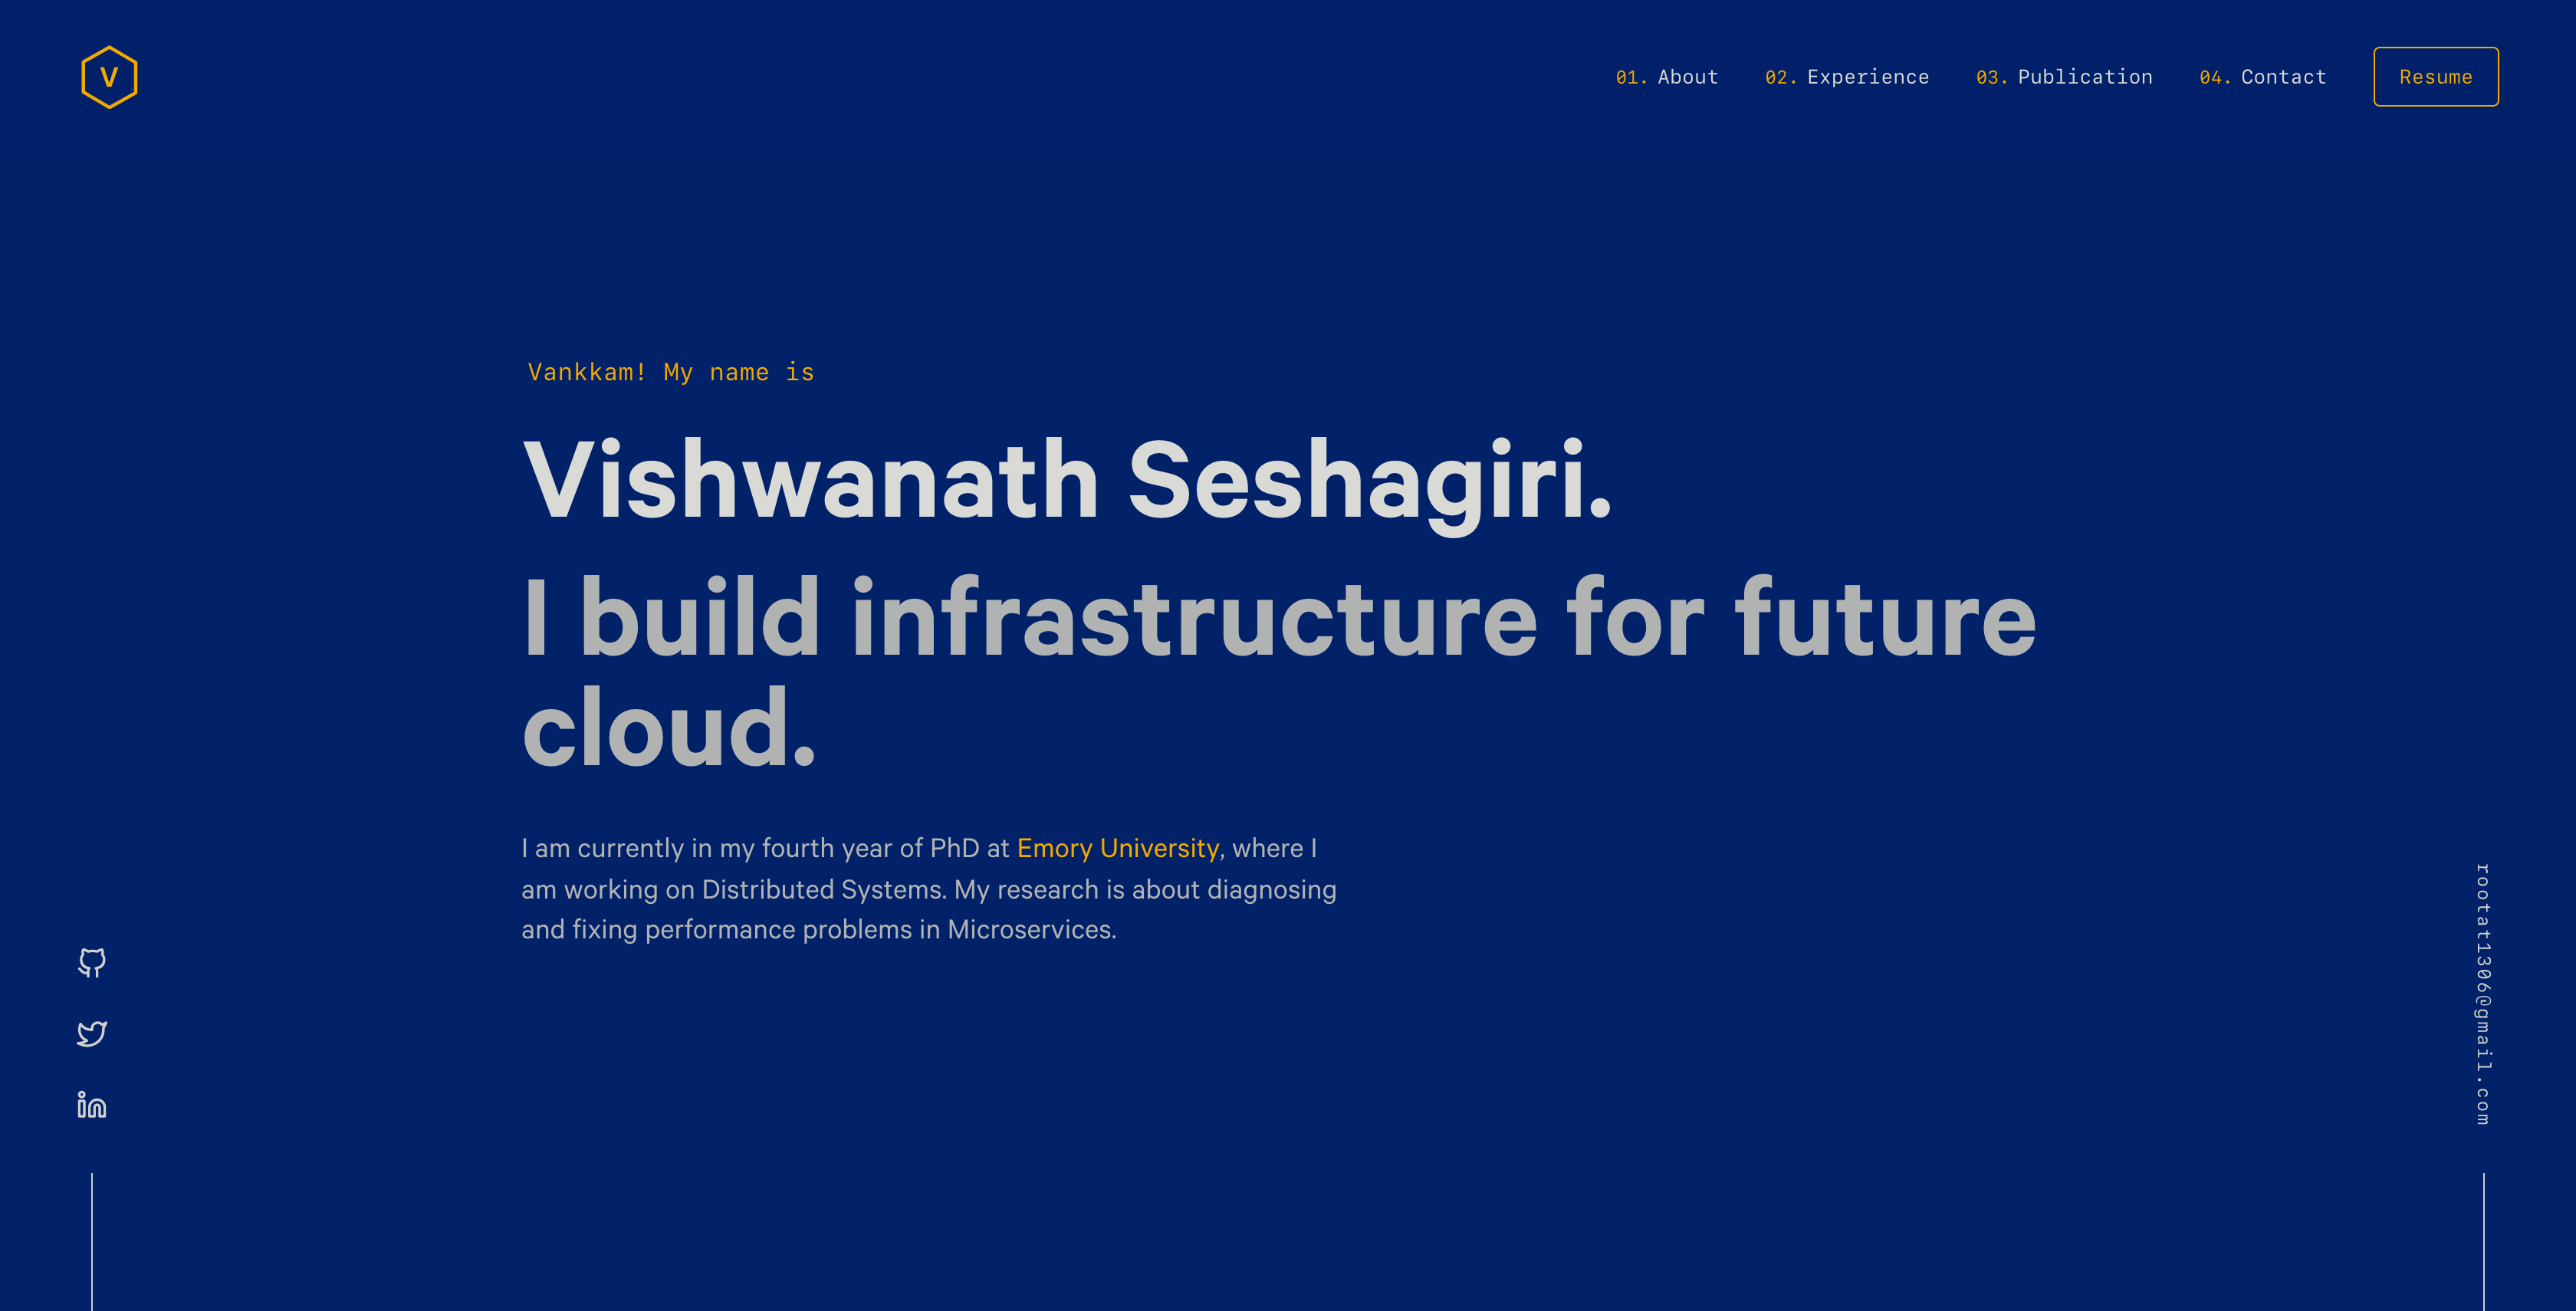 V
01. About 02. Experience 03. Publication 04. Contact Resume
Vankkam! My name is
Vishwanath Seshagiri.
I build infrastructure for future
cloud.
I am currently in my fourth year of PhD at Emory University, where I
am working on Distributed Systems. My research is about diagnosing
and fixing performance problems in Microservices.
in
rootat1306@gmail.com